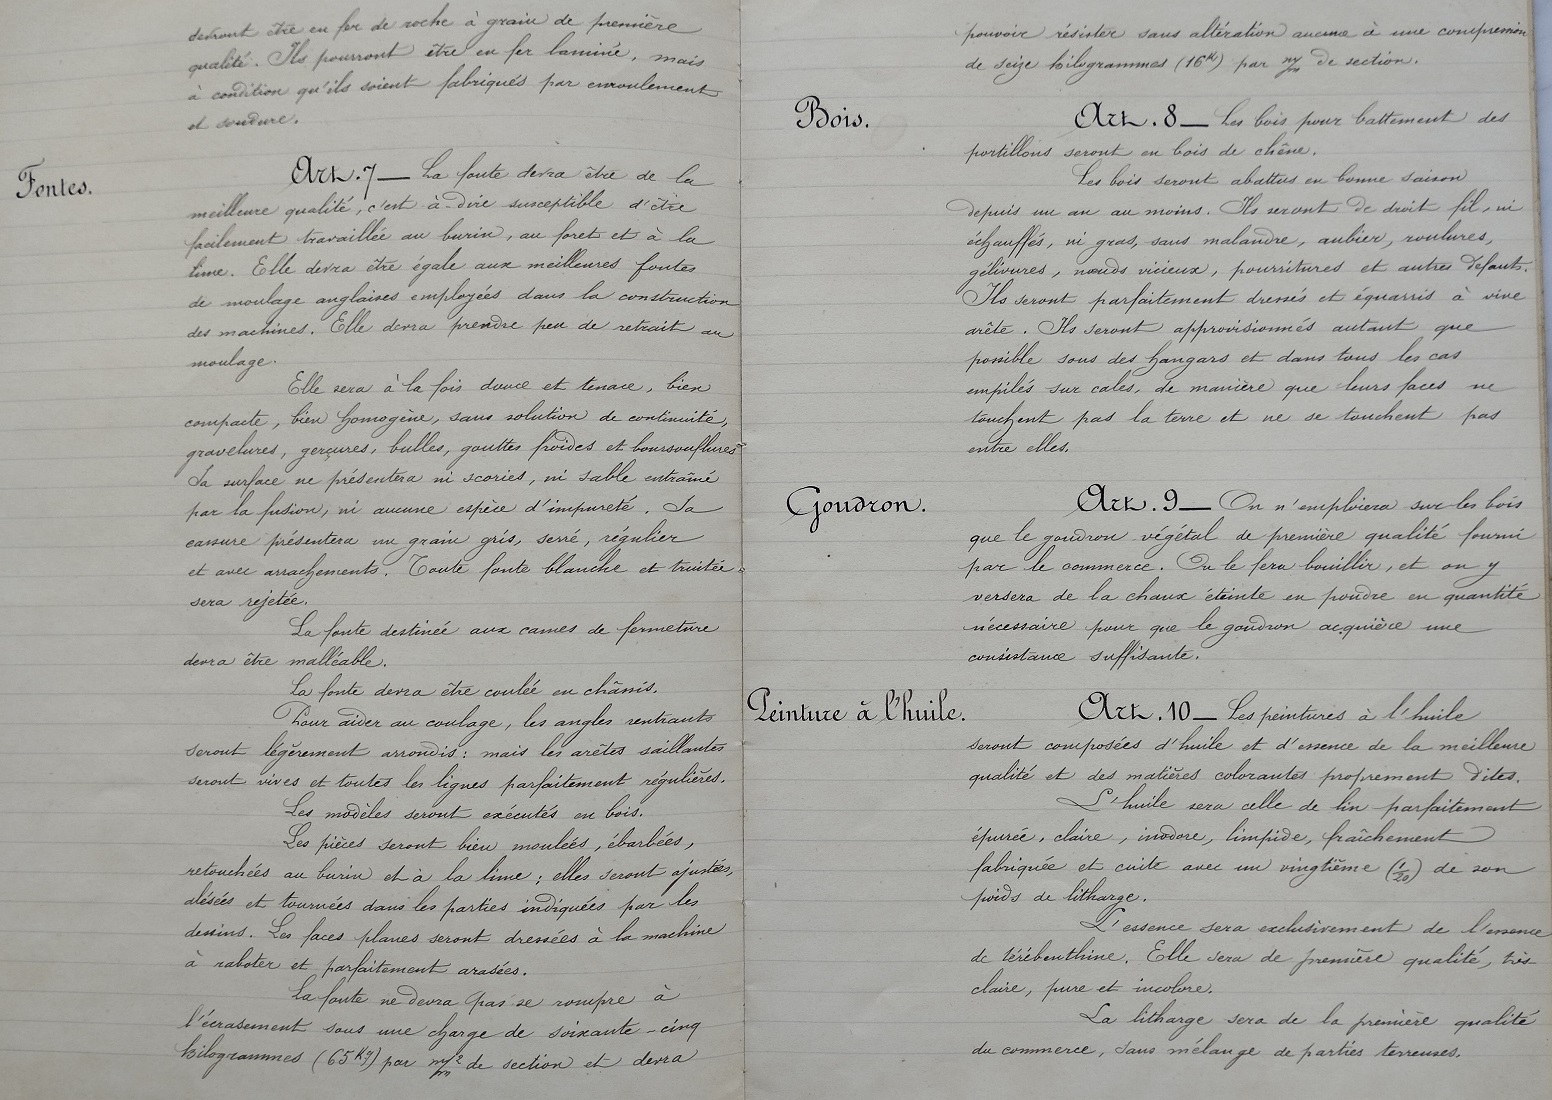 devront être en fer de roche à grain de première
qualité. Ils pourront être en fer laminé, mais
à condition qu'ils soient fabriqués par enroulement
et soudure.
Fontes.
Art. 7 — La fonte devra être de la
meilleure qualité, c'est à-dire susceptible d'être
facilement travaillée au burin, au foret et à la
lime. Elle devra être égale aux meilleures fontes
de moulage anglaises employées dans la construction
des machines. Elle devra prendre peu de retrait au
moulage.
Elle sera à la fois douce et tenace, bien
compacte, bien homogène, sans solution de continuité,
gravelures, gerçures, bulles, gouttes froides et boursouflures
Sa surface ne présentera ni scories, ni sable entraîné
par la fusion, ni aucune espèce d'impureté. Sa
cassure présentera un grain gris, serré, régulier
et avec arrachements. Toute fonte blanche et truitée
sera rejetée.
La fonte destinée aux cames de fermeture
devra être malléable.
La fonte devra être coulée en châssis.
Pour aider au coulage, les angles rentrants
seront légèrement arrondis: mais les arêtes saillantes
seront vives et toutes les lignes parfaitement régulières.
Les modèles seront exécutés en bois.
Les pièces seront bien moulées, ébarbées,
retouchées au burin et à la lime; elles seront ajustées,
alésées et tournées dans les parties indiquées par les
dessins. Les faces planes seront dressées à la machine
à raboter et parfaitement arasées.
La fonte ne devra pas se rompre à
l'écrasement sous une charge de soixante-cinq
kilogrammes (65 Kg) par m/m² de section et devra
pouvoir résister sans altération aucune à une compression
de seize kilogrammes (16 K) par m/m de section.
Bois.
Art. 8 — Les bois pour battement des
portillons seront en bois de chêne.
Les bois seront abattus en bonne saison
depuis un an au moins. Ils seront de droit fil, ni
échauffés, ni gras, sans malandre, aubier, roulures,
gélivures, nœuds vicieux, pourritures et autres défauts.
Ils seront parfaitement dressés et équarris à vive
arête. Ils seront approvisionnés autant que
possible sous des hangars et dans tous les cas
empilés sur cales, de manière que leurs faces ne
touchent pas la terre et ne se touchent pas
entre elles.
Goudron.
Art. 9 — On n'emploiera sur les bois
que le goudron végétal de première qualité fourni
par le commerce. On le fera bouillir, et on y
versera de la chaux éteinte en poudre en quantité
nécessaire pour que le goudron acquière une
consistance suffisante.
Peinture à l'huile.
Art. 10 — Les peintures à l'huile
seront composées d'huile et d'essence de la meilleure
qualité et des matières colorantes proprement dites.
L'huile sera celle de lin parfaitement
épurée, claire, inodore, limpide, fraîchement
fabriquée et cuite avec un vingtième (1/20) de son
poids de litharge.
L'essence sera exclusivement de l'essence
de térébenthine. Elle sera de première qualité, très-
claire, pure et incolore.
La litharge sera de la première qualité
du commerce, sans mélange de parties terreuses.